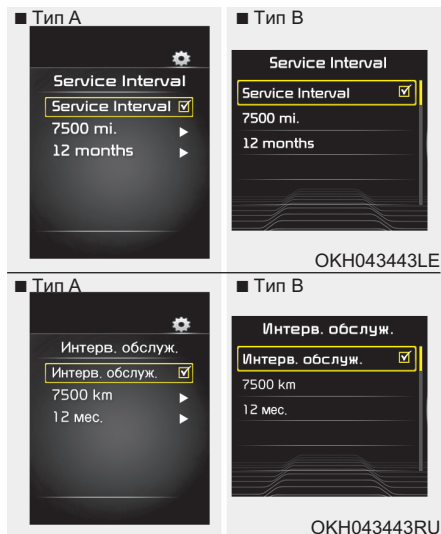 ■ Тип A
Service Interval
Service Interval
7500 mi.
12 months
■ Тип B
Service Interval
Service Interval
7500 mi.
12 months
OKH043443LE
■ Тип A
Интерв. обслуж.
Интерв. обслуж.
7500 km
12 мес.
■ Тип B
Интерв. обслуж.
Интерв. обслуж.
7500 km
12 мес.
OKH043443RU